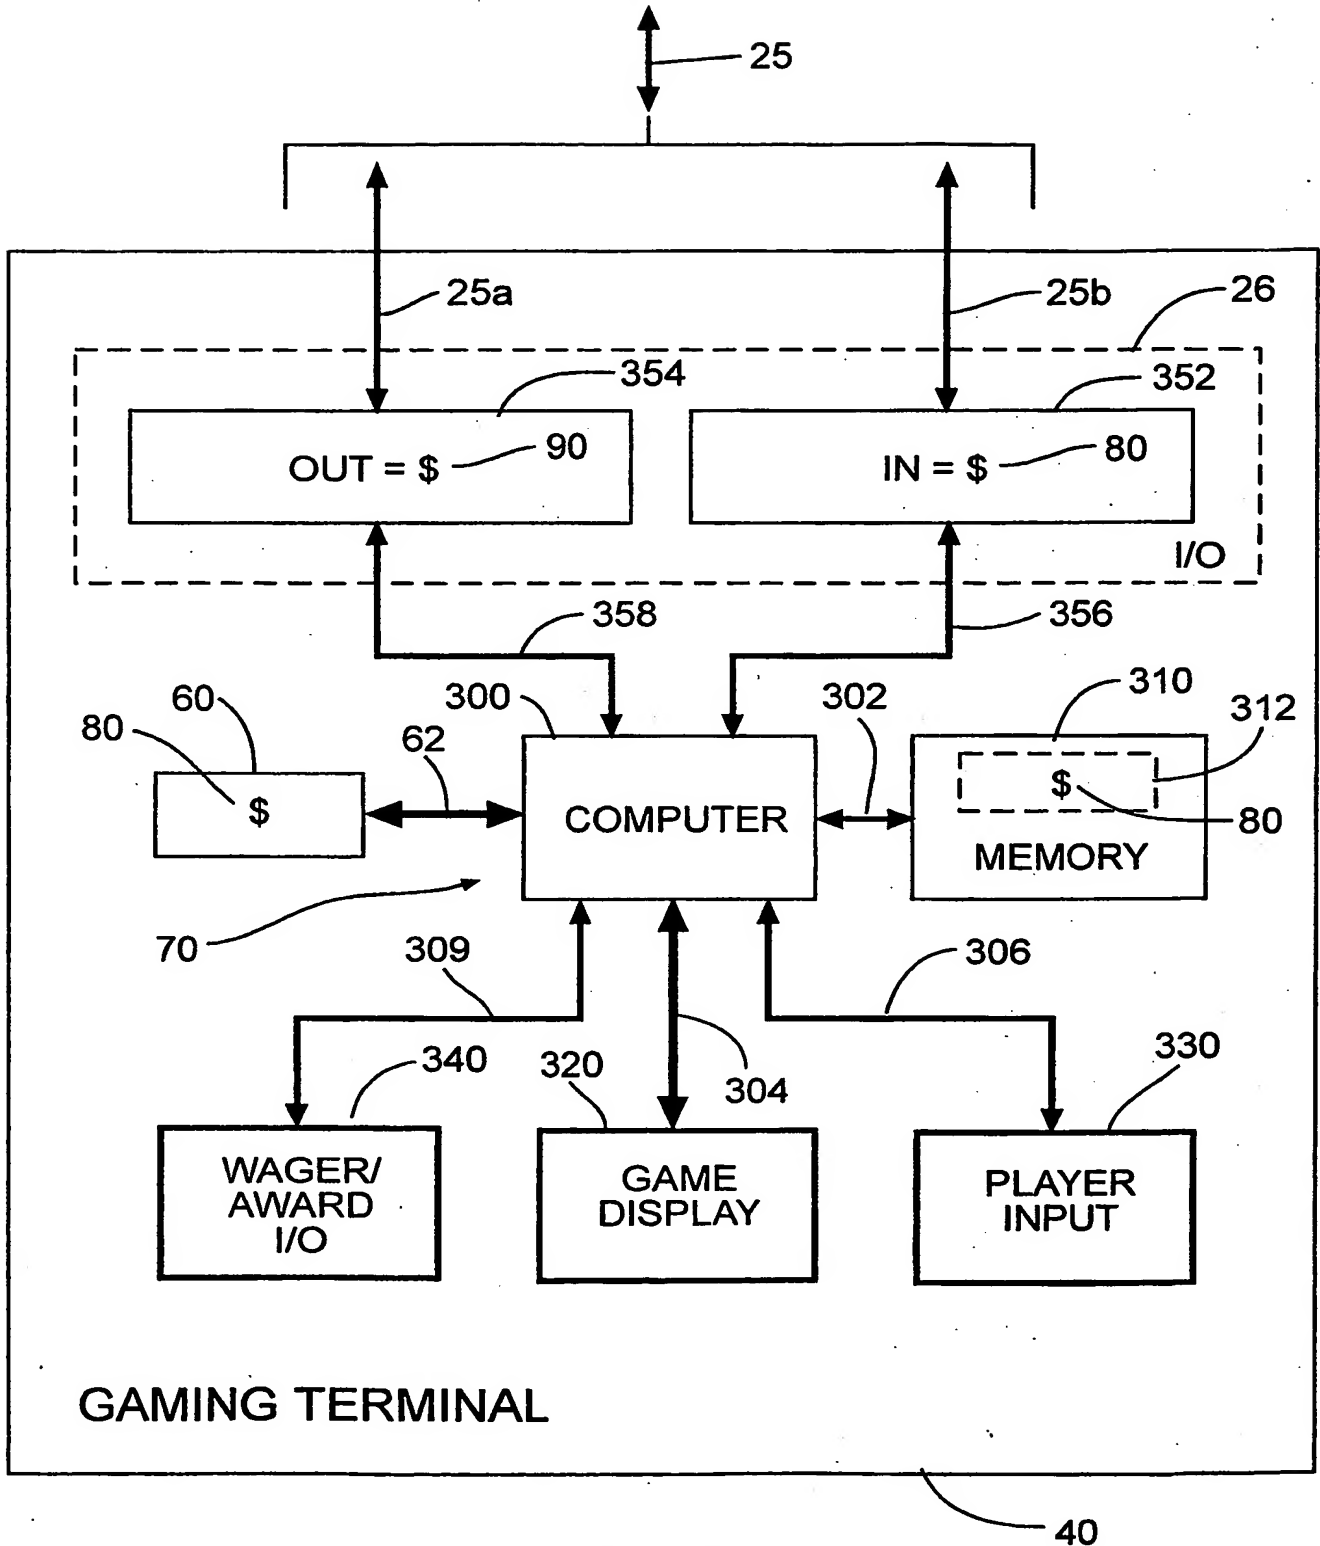 25
25a
25b
26
354
352
OUT = $ 90
IN = $ 80
I/O
358
356
60
300
302
310
312
80
62
$
COMPUTER
$
80
MEMORY
70
309
306
340
320
304
330
WAGER/
AWARD
I/O
GAME
DISPLAY
PLAYER
INPUT
GAMING TERMINAL
40